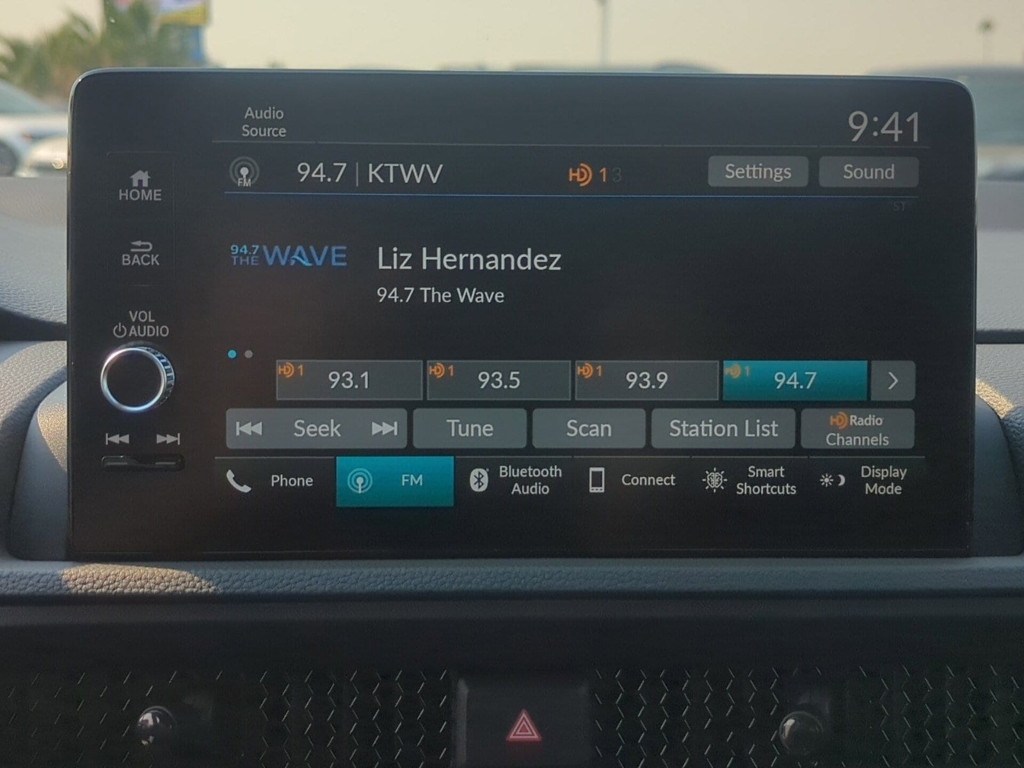 Audio
Source
9:41
FM
94.7 | KTWV
HD 1 3
Settings
Sound
ST
HOME
BACK
VOL
AUDIO
94.7
THE WAVE
Liz Hernandez
94.7 The Wave
HD 1 93.1
HD 1 93.5
HD 1 93.9
HD 1 94.7
Seek
Tune
Scan
Station List
HD Radio
Channels
Phone
FM
Bluetooth
Audio
Connect
Smart
Shortcuts
Display
Mode